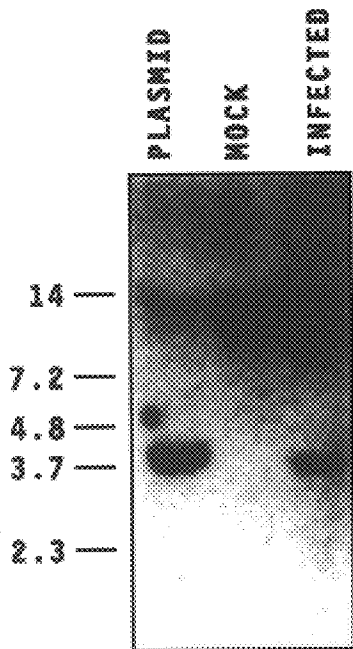 PLASMID
MOCK
INFECTED
14
7.2
4.8
3.7
2.3